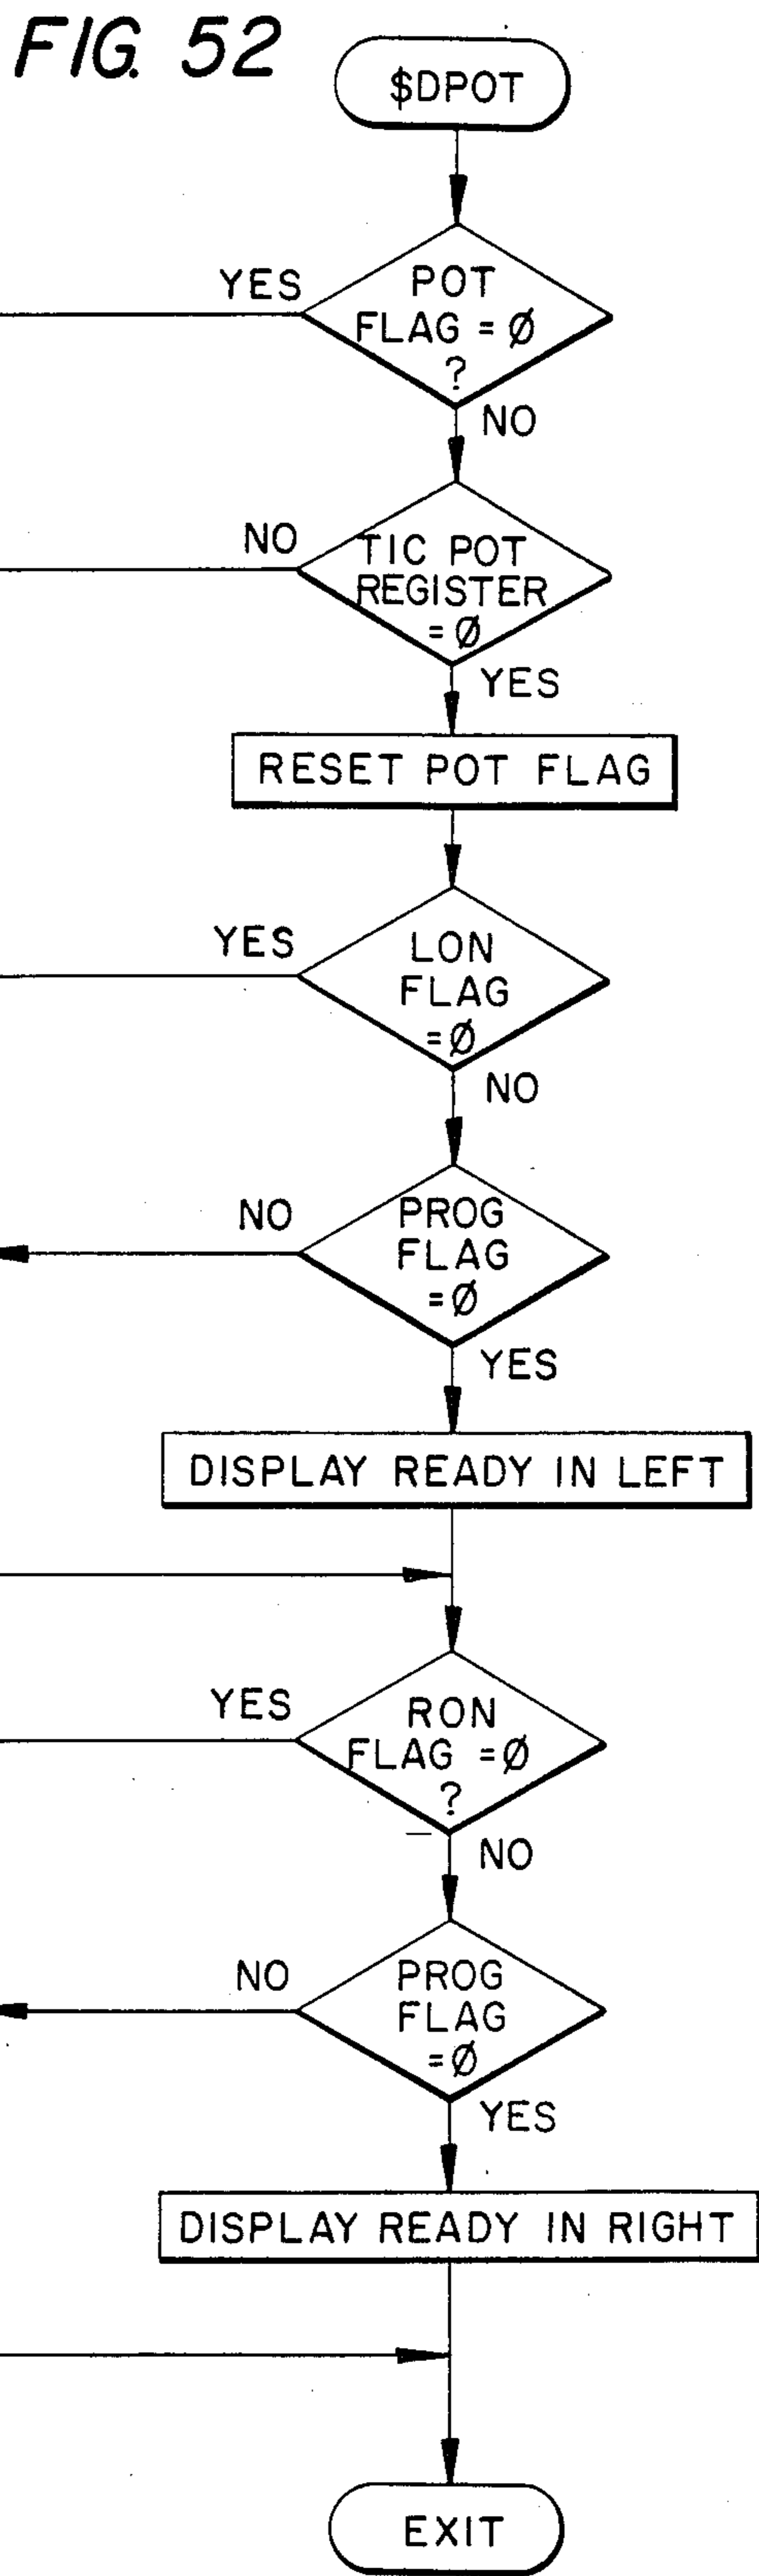 FIG. 52
$DPOT
YES
POT
FLAG = Ø
?
NO
NO
TIC POT
REGISTER
= Ø
YES
RESET POT FLAG
YES
LON
FLAG
= Ø
NO
NO
PROG
FLAG
= Ø
YES
DISPLAY READY IN LEFT
YES
RON
FLAG = Ø
?
NO
NO
PROG
FLAG
= Ø
YES
DISPLAY READY IN RIGHT
EXIT